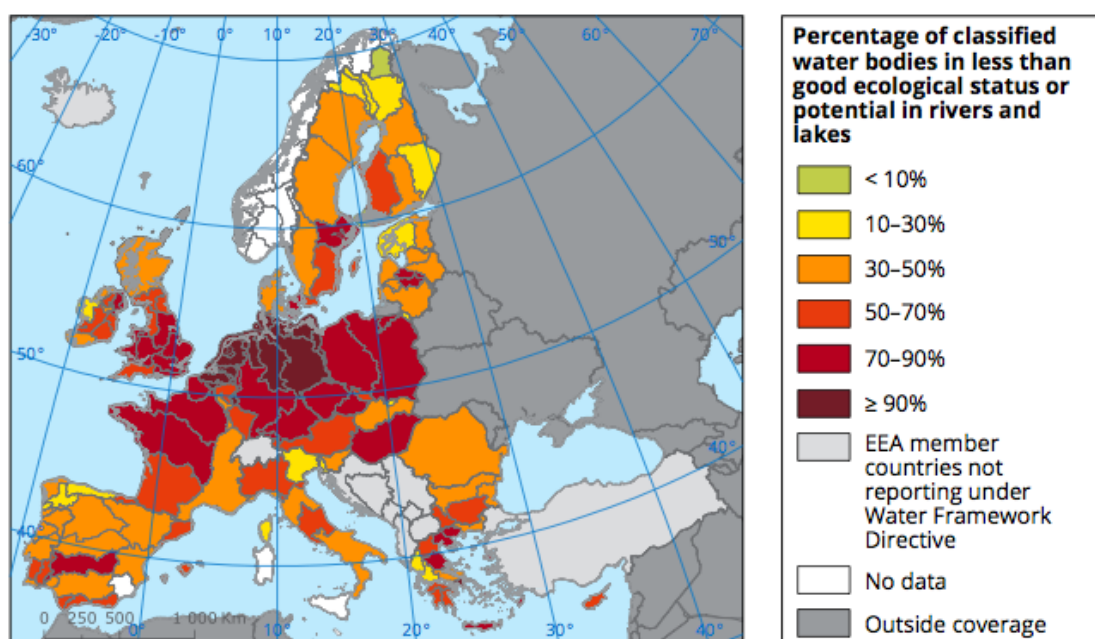 -30° -20° -10° 0° 10° 20° 30° 40° 50° 60° 70°
60°
50°
50°
40°
40°
0 250 500 1 000 Km
0° 10° 20° 30° 40°
Percentage of classified
water bodies in less than
good ecological status or
potential in rivers and
lakes
< 10%
10–30%
30–50%
50–70%
70–90%
≥ 90%
EEA member
countries not
reporting under
Water Framework
Directive
No data
Outside coverage